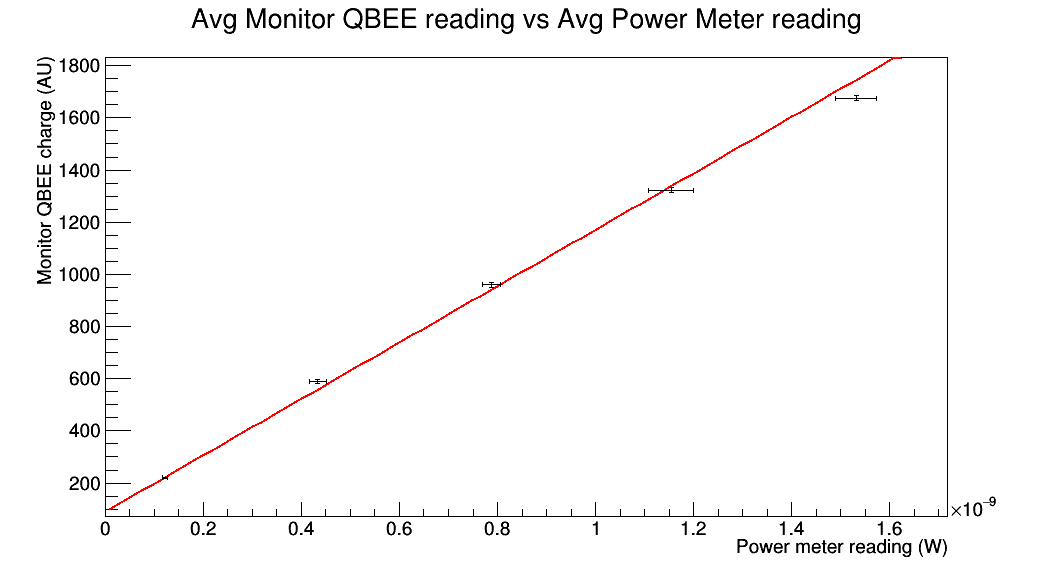 Avg Monitor QBEE reading vs Avg Power Meter reading
Monitor QBEE charge (AU)
1800
1600
1400
1200
1000
800
600
400
200
0 0.2 0.4 0.6 0.8 1 1.2 1.4 1.6
×10⁻⁹
Power meter reading (W)